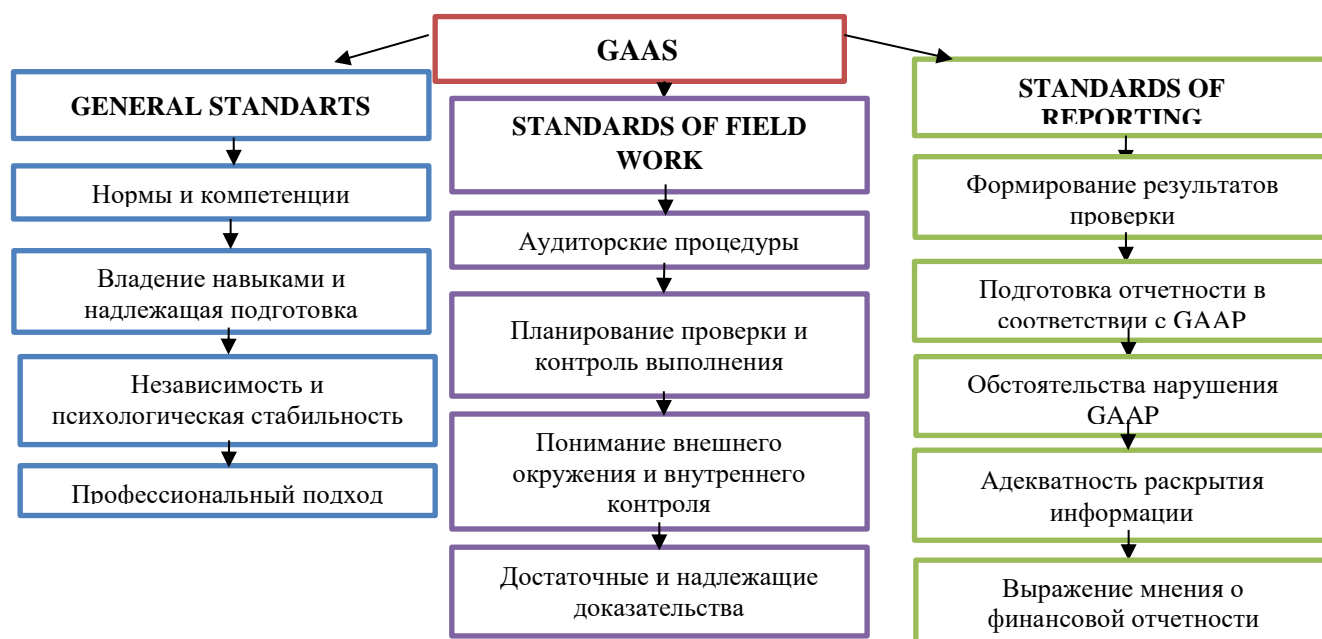 GAAS
GENERAL STANDARTS
Нормы и компетенции
Владение навыками и
надлежащая подготовка
Независимость и
психологическая стабильность
Профессиональный подход
STANDARDS OF FIELD
WORK
Аудиторские процедуры
Планирование проверки и
контроль выполнения
Понимание внешнего
окружения и внутреннего
контроля
Достаточные и надлежащие
доказательства
STANDARDS OF
REPORTING
Формирование результатов
проверки
Подготовка отчетности в
соответствии с GAAP
Обстоятельства нарушения
GAAP
Адекватность раскрытия
информации
Выражение мнения о
финансовой отчетности